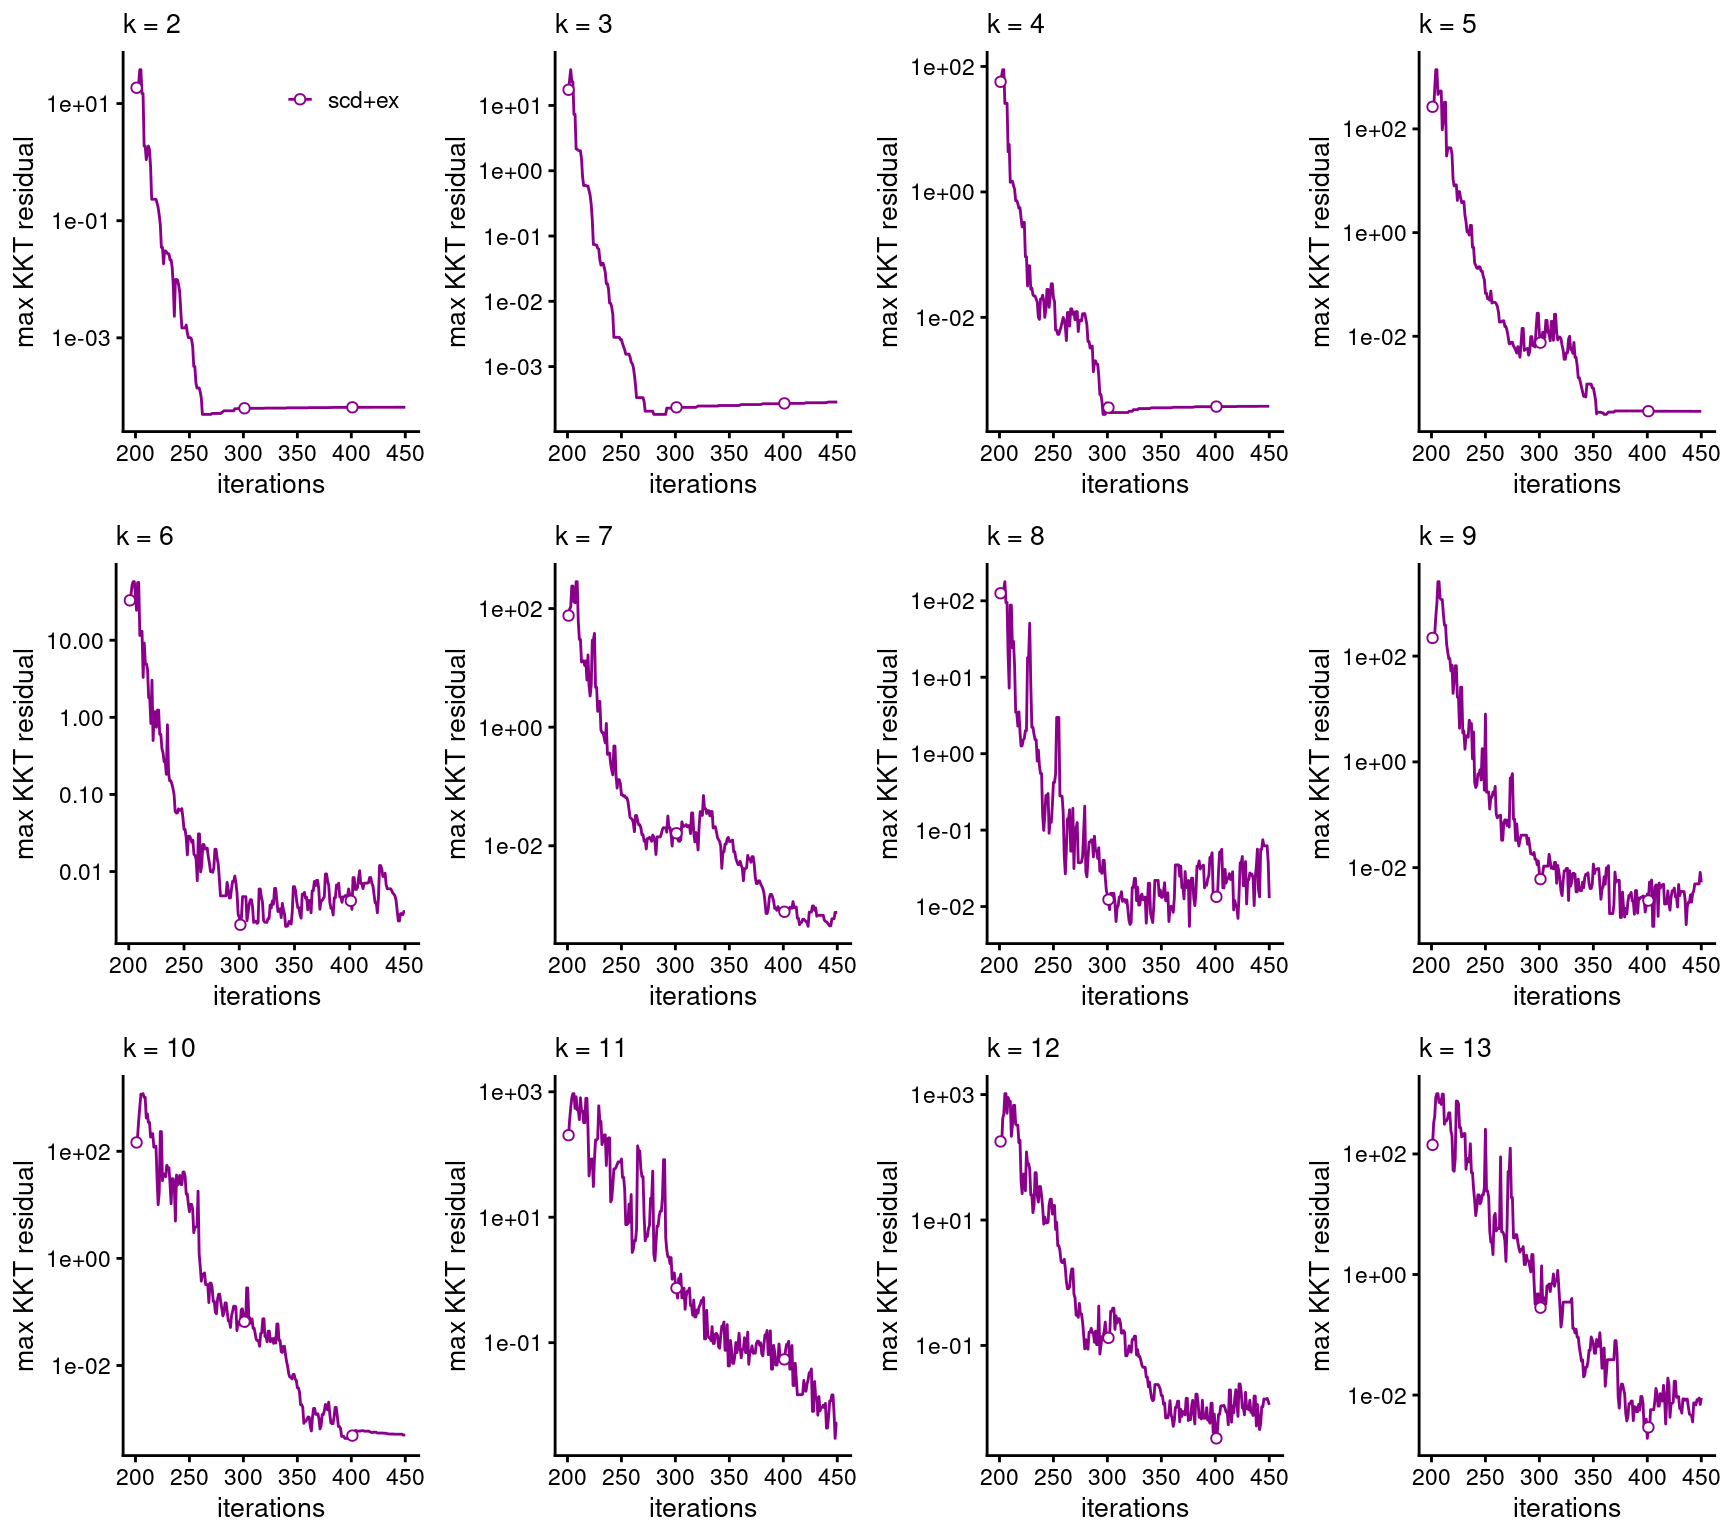 k = 2
1e+01
1e-01
1e-03
max KKT residual
scd+ex
200 250 300 350 400 450
iterations
k = 3
1e+01
1e+00
1e-01
1e-02
1e-03
max KKT residual
200 250 300 350 400 450
iterations
k = 4
1e+02
1e+00
1e-02
max KKT residual
200 250 300 350 400 450
iterations
k = 5
1e+02
1e+00
1e-02
max KKT residual
200 250 300 350 400 450
iterations
k = 6
10.00
1.00
0.10
0.01
max KKT residual
200 250 300 350 400 450
iterations
k = 7
1e+02
1e+00
1e-02
max KKT residual
200 250 300 350 400 450
iterations
k = 8
1e+02
1e+01
1e+00
1e-01
1e-02
max KKT residual
200 250 300 350 400 450
iterations
k = 9
1e+02
1e+00
1e-02
max KKT residual
200 250 300 350 400 450
iterations
k = 10
1e+02
1e+00
1e-02
max KKT residual
200 250 300 350 400 450
iterations
k = 11
1e+03
1e+01
1e-01
max KKT residual
200 250 300 350 400 450
iterations
k = 12
1e+03
1e+01
1e-01
max KKT residual
200 250 300 350 400 450
iterations
k = 13
1e+02
1e+00
1e-02
max KKT residual
200 250 300 350 400 450
iterations